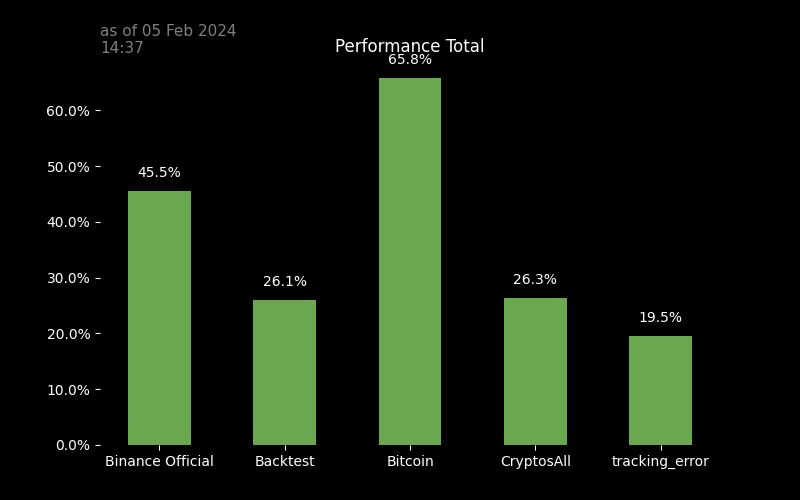 as of 05 Feb 2024
14:37
Performance Total
65.8%
60.0%
50.0%
45.5%
40.0%
30.0%
26.1%
26.3%
20.0%
19.5%
10.0%
0.0%
Binance Official
Backtest
Bitcoin
CryptosAll
tracking_error